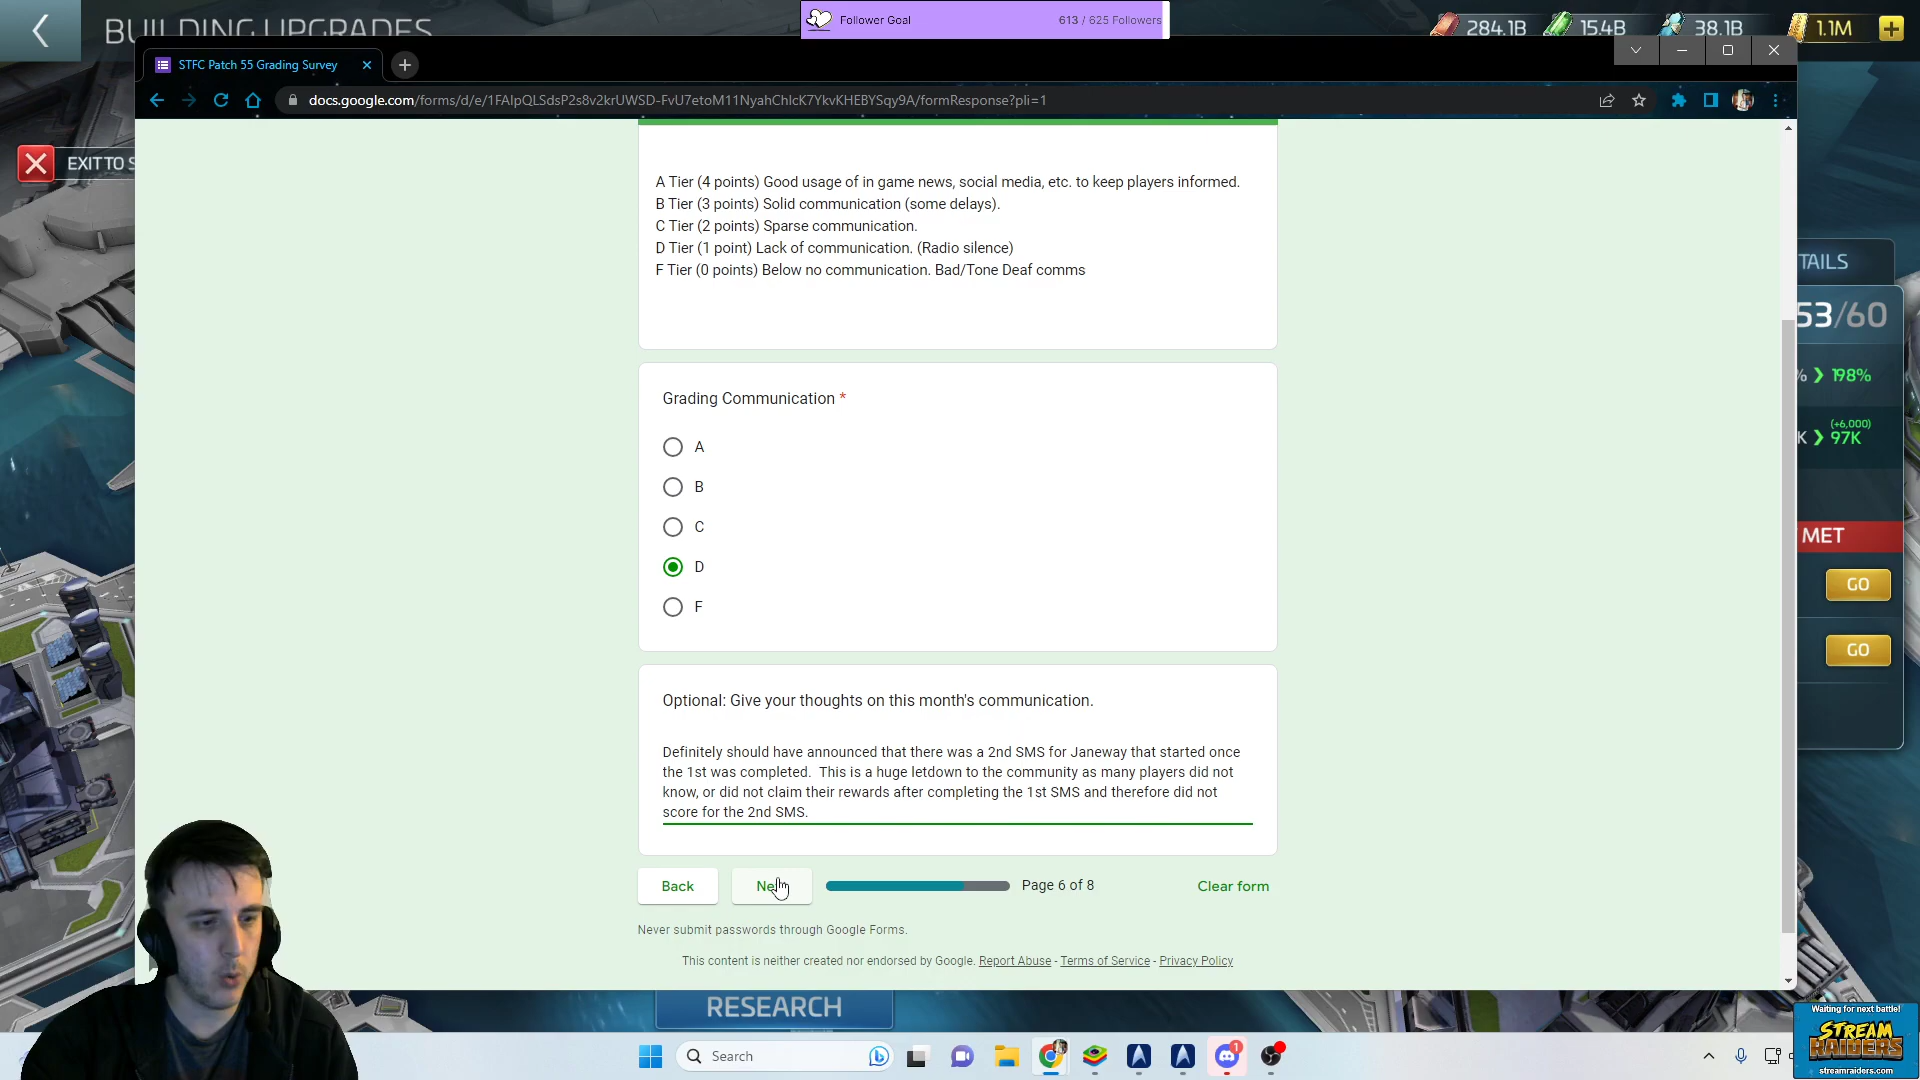 BUILDING UPGRADES
Follower Goal
613 / 625 Followers
284.1B
15.4B
38.1B
1.1M
STFC Patch 55 Grading Survey
docs.google.com/forms/d/e/1FAIpQLSdsP2s8v2krUWSD-FvU7etoM11NyahChlcK7YkvKHEBYSqy9A/formResponse?pli=1
EXIT TO S
A Tier (4 points) Good usage of in game news, social media, etc. to keep players informed.
B Tier (3 points) Solid communication (some delays).
C Tier (2 points) Sparse communication.
D Tier (1 point) Lack of communication. (Radio silence)
F Tier (0 points) Below no communication. Bad/Tone Deaf comms
TAILS
53/60
% 198%
(+6,000)
K 97K
MET
GO
GO
Grading Communication *
A
B
C
D
F
Optional: Give your thoughts on this month's communication.
Definitely should have announced that there was a 2nd SMS for Janeway that started once
the 1st was completed. This is a huge letdown to the community as many players did not
know, or did not claim their rewards after completing the 1st SMS and therefore did not
score for the 2nd SMS.
Back
Page 6 of 8
Clear form
Never submit passwords through Google Forms.
This content is neither created nor endorsed by Google. Report Abuse - Terms of Service - Privacy Policy
RESEARCH
Search
1
Waiting for next battle!
STREAM
RAIDERS
streamraiders.com